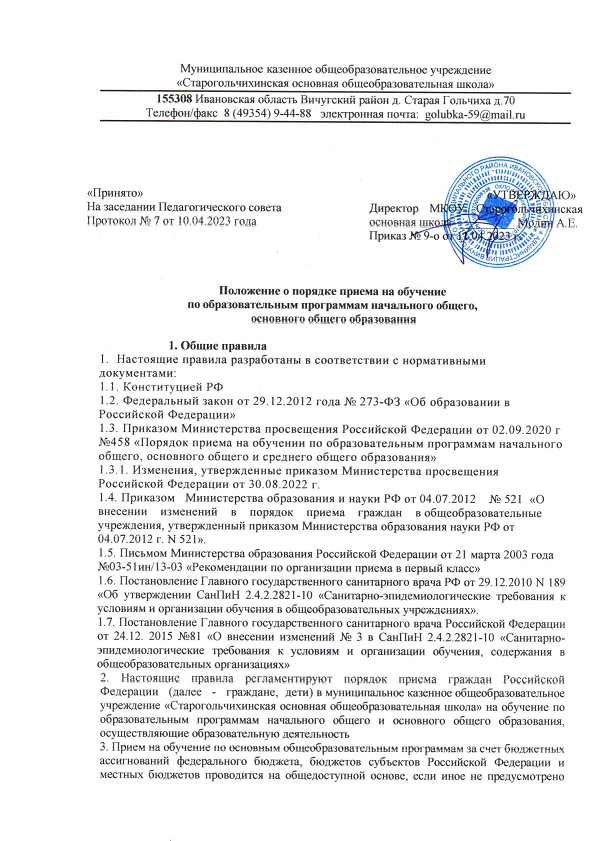 Муниципальное казенное общеобразовательное учреждение
«Старогольчихинская основная общеобразовательная школа»
155308 Ивановская область Вичугский район д. Старая Гольчиха д.70
Телефон/факс 8 (49354) 9-44-88 электронная почта: golubka-59@mail.ru
«Принято»
На заседании Педагогического совета
Протокол № 7 от 10.04.2023 года
«УТВЕРЖДАЮ»
Директор МКОУ Старогольчихинская
основная школа Модин А.Е.
Приказ № 9-о от 11.04.2023 г.
Положение о порядке приема на обучение
по образовательным программам начального общего,
основного общего образования
1. Общие правила
1. Настоящие правила разработаны в соответствии с нормативными
документами:
1.1. Конституцией РФ
1.2. Федеральный закон от 29.12.2012 года № 273-ФЗ «Об образовании в
Российской Федерации»
1.3. Приказом Министерства просвещения Российской Федерации от 02.09.2020 г
№458 «Порядок приема на обучении по образовательным программам начального
общего, основного общего и среднего общего образования»
1.3.1. Изменения, утвержденные приказом Министерства просвещения
Российской Федерации от 30.08.2022 г.
1.4. Приказом Министерства образования и науки РФ от 04.07.2012 № 521 «О
внесении изменений в порядок приема граждан в общеобразовательные
учреждения, утвержденный приказом Министерства образования науки РФ от
04.07.2012 г. N 521».
1.5. Письмом Министерства образования Российской Федерации от 21 марта 2003 года
№03-51ин/13-03 «Рекомендации по организации приема в первый класс»
1.6. Постановление Главного государственного санитарного врача РФ от 29.12.2010 N 189
«Об утверждении СанПиН 2.4.2.2821-10 «Санитарно-эпидемиологические требования к
условиям и организации обучения в общеобразовательных учреждениях».
1.7. Постановление Главного государственного санитарного врача Российской Федерации
от 24.12. 2015 №81 «О внесении изменений № 3 в СанПиН 2.4.2.2821-10 «Санитарно-
эпидемиологические требования к условиям и организации обучения, содержания в
общеобразовательных организациях»
2. Настоящие правила регламентируют порядок приема граждан Российской
Федерации (далее - граждане, дети) в муниципальное казенное общеобразовательное
учреждение «Старогольчихинская основная общеобразовательная школа» на обучение по
образовательным программам начального общего и основного общего образования,
осуществляющие образовательную деятельность
3. Прием на обучение по основным общеобразовательным программам за счет бюджетных
ассигнований федерального бюджета, бюджетов субъектов Российской Федерации и
местных бюджетов проводится на общедоступной основе, если иное не предусмотрено